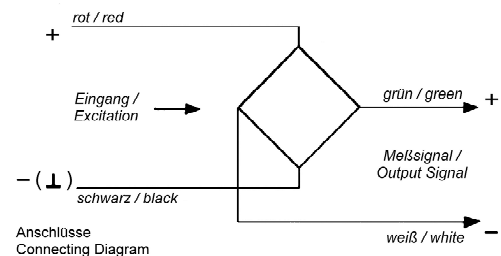 rot / red
+
Eingang /
Excitation
grün / green
+
Meßsignal /
Output Signal
− (⊥)
schwarz / black
Anschlüsse
Connecting Diagram
weiß / white
−